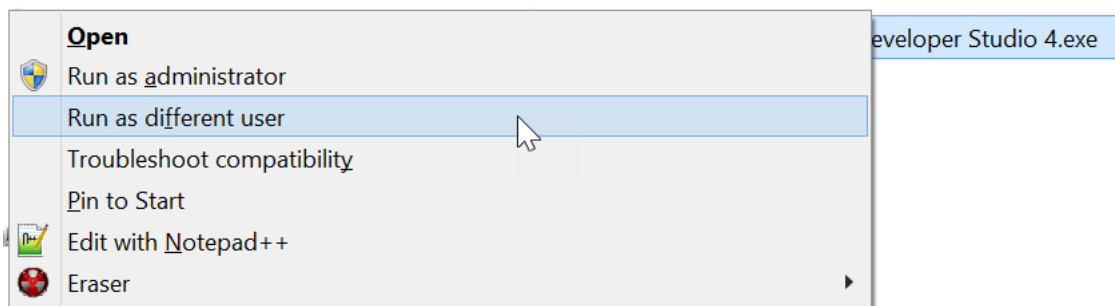 Open
eveloper Studio 4.exe
Run as administrator
Run as different user
Troubleshoot compatibility
Pin to Start
Edit with Notepad++
Eraser